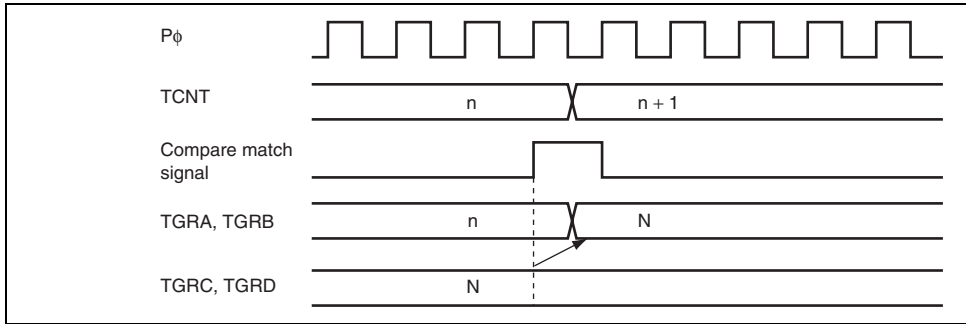 Pϕ
TCNT
n
n + 1
Compare match
signal
TGRA, TGRB
n
N
TGRC, TGRD
N